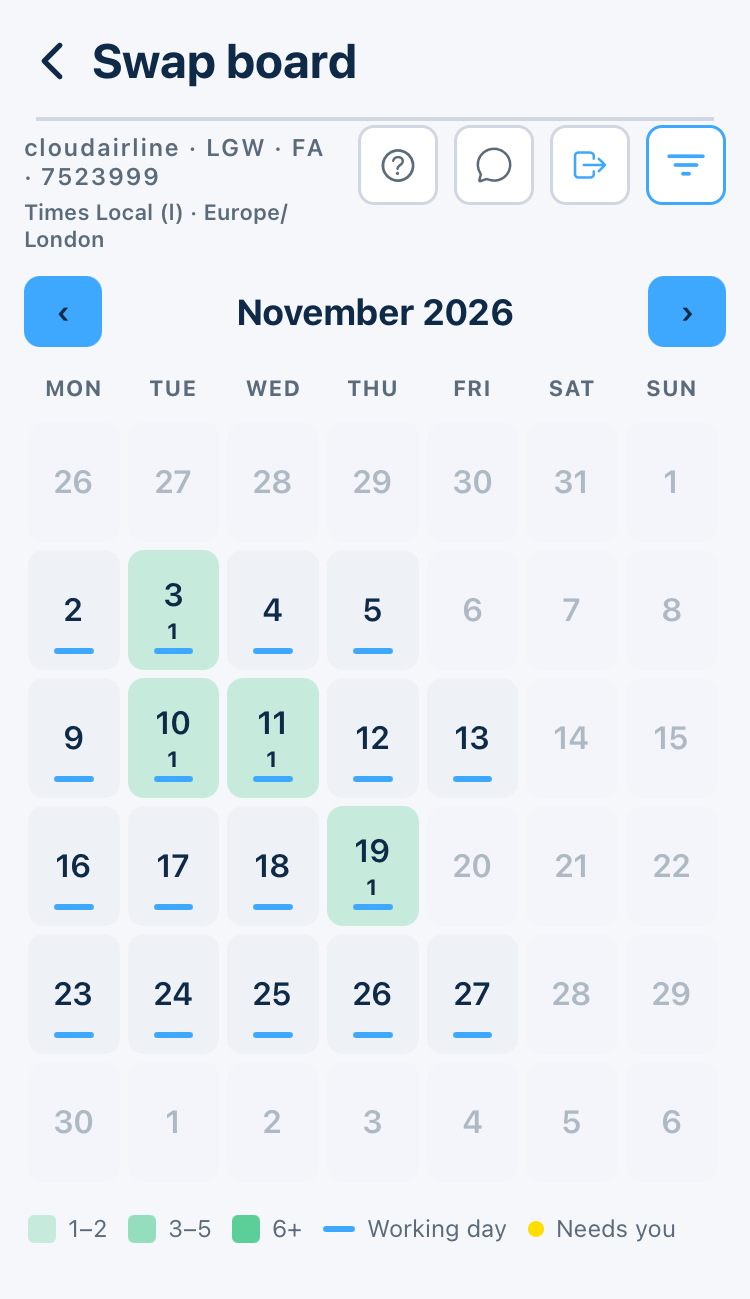 Swap board
cloudairline · LGW · FA
· 7523999
Times Local (l) · Europe/
London
‹ November 2026 ›
MON TUE WED THU FRI SAT SUN
26 27 28 29 30 31 1
2 3 4 5 6 7 8
1
9 10 11 12 13 14 15
1 1
16 17 18 19 20 21 22
1
23 24 25 26 27 28 29
30 1 2 3 4 5 6
1–2 3–5 6+ Working day Needs you